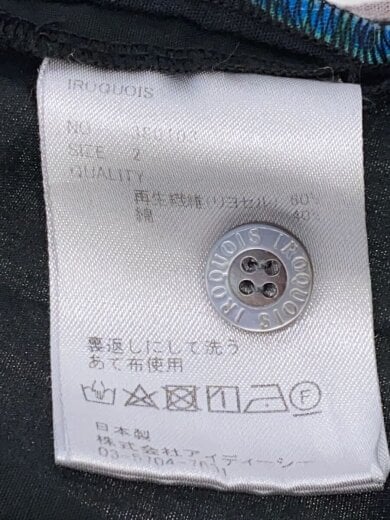 IROQUOIS
NO.
SIZE 2
QUALITY
再生繊維(リヨセル) 60%
綿 40%
IROQUOIS IROQUOIS
裏返しにして洗う
あて布使用
F
日本製
株式会社アイディーシー